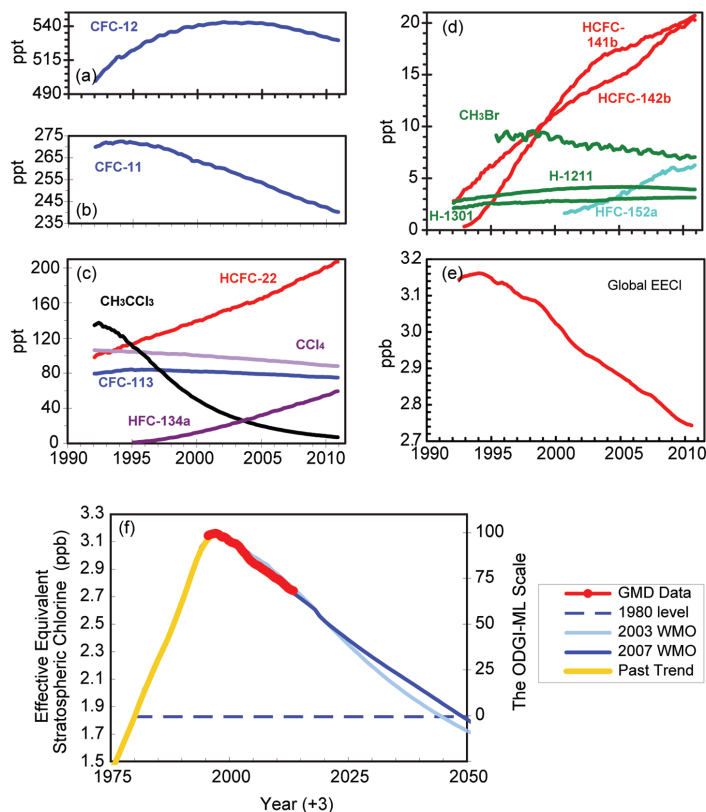 (a)
CFC-12
ppt
540
515
490
(b)
CFC-11
ppt
275
265
255
245
235
(c)
CH₃CCl₃
HCFC-22
CCl₄
CFC-113
HFC-134a
ppt
200
160
120
80
40
0
1990 1995 2000 2005 2010
(d)
HCFC-
141b
HCFC-142b
CH₃Br
H-1211
H-1301
HFC-152a
ppt
20
15
10
5
0
(e)
Global EECl
ppb
3.2
3.1
3.0
2.9
2.8
2.7
1990 1995 2000 2005 2010
(f)
Effective Equivalent
Stratospheric Chlorine (ppb)
3.3
3.1
2.9
2.7
2.5
2.3
2.1
1.9
1.7
1.5
1975 2000 2025 2050
Year (+3)
100
75
50
25
0
The ODGI-ML Scale
GMD Data
1980 level
2003 WMO
2007 WMO
Past Trend